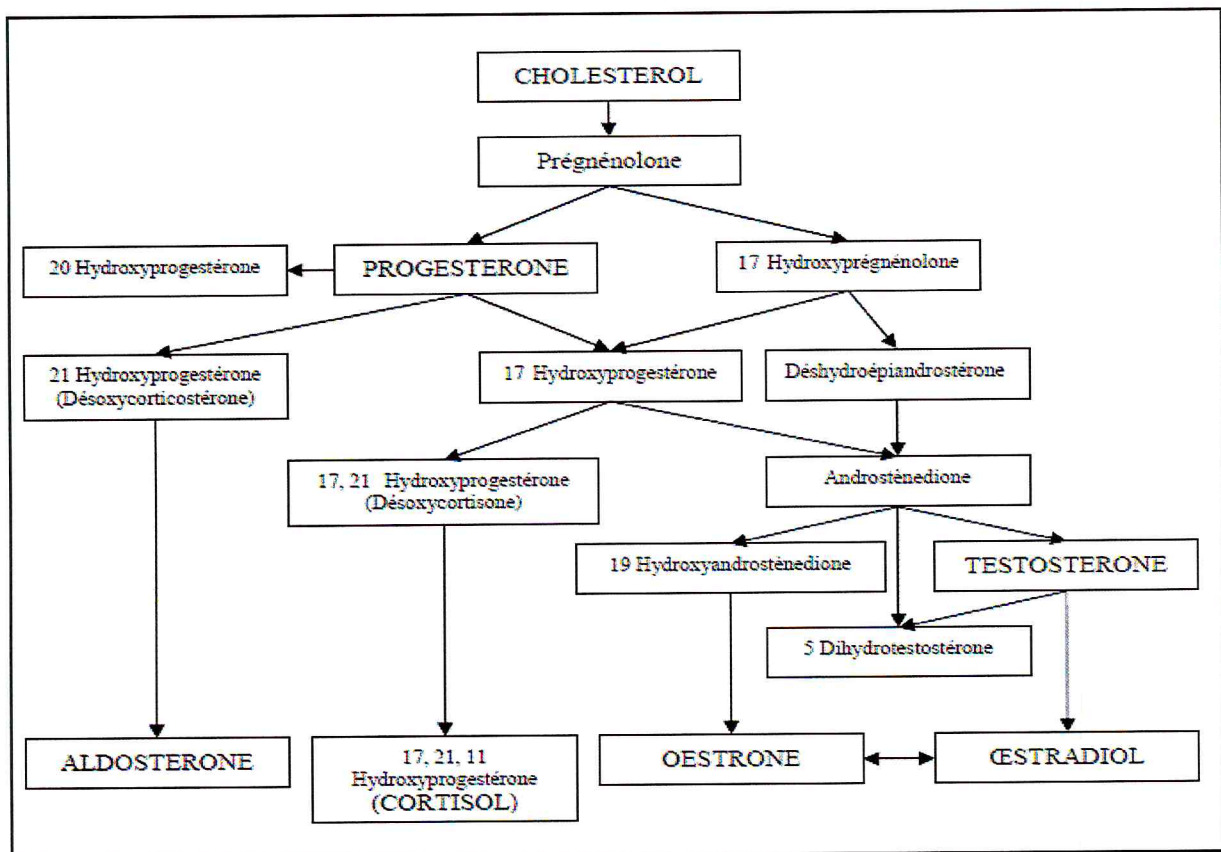 CHOLESTEROL
Prégnénolone
20 Hydroxyprogestérone
PROGESTERONE
17 Hydroxyprégnénolone
21 Hydroxyprogestérone
(Désoxycorticostérone)
17 Hydroxyprogestérone
Déshydroépiandrostérone
17, 21 Hydroxyprogestérone
(Désoxycortisone)
Androstènedione
19 Hydroxyandrostènedione
TESTOSTERONE
5 Dihydrotestostérone
ALDOSTERONE
17, 21, 11
Hydroxyprogestérone
(CORTISOL)
OESTRONE
ŒSTRADIOL